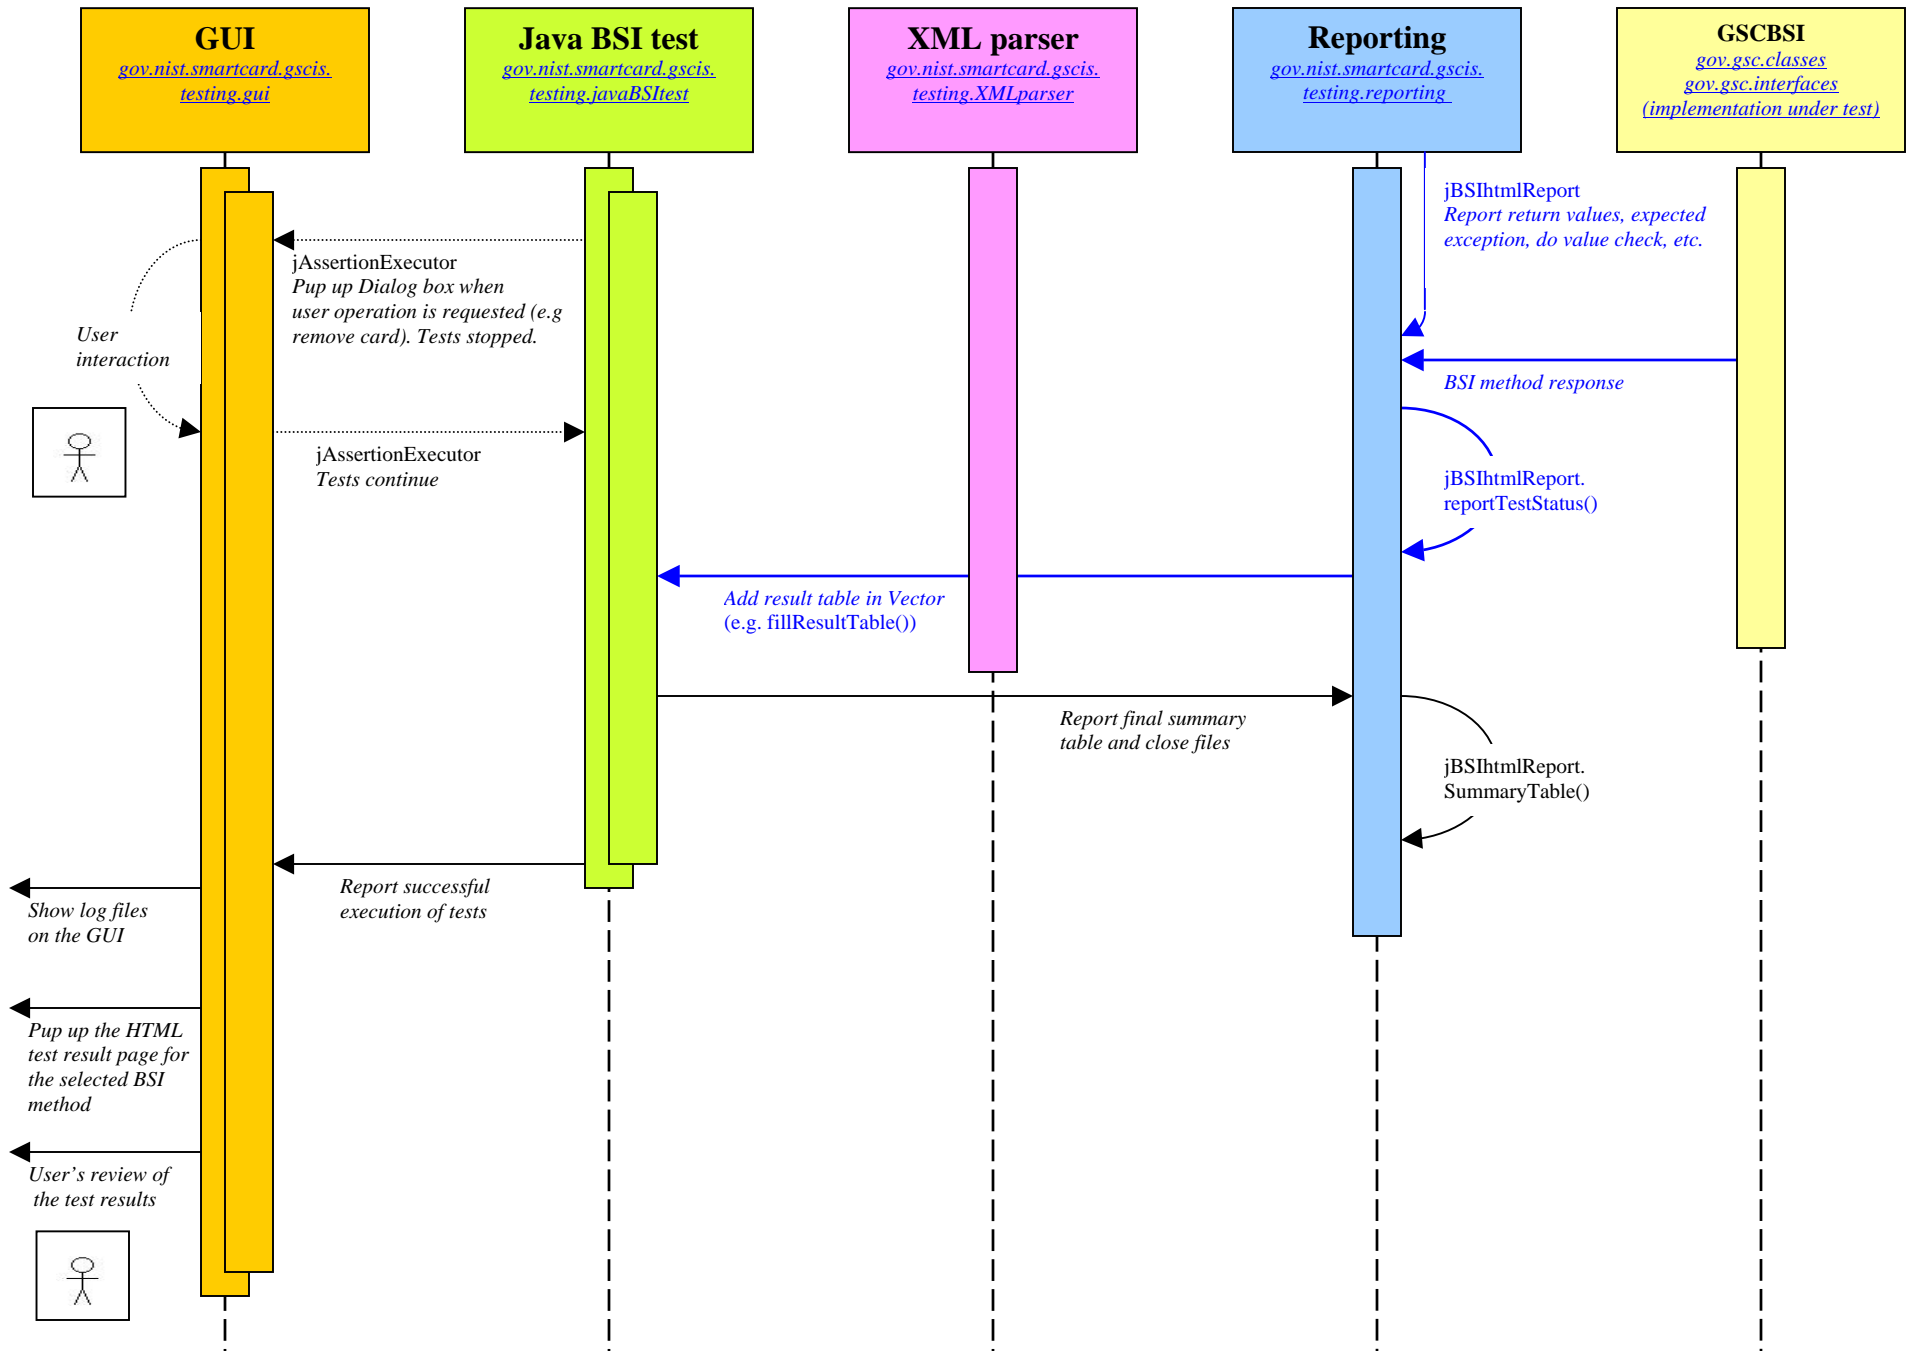 GUI
gov.nist.smartcard.gscis.
testing.gui
Java BSI test
gov.nist.smartcard.gscis.
testing.javaBSItest
XML parser
gov.nist.smartcard.gscis.
testing.XMLparser
Reporting
gov.nist.smartcard.gscis.
testing.reporting
GSCBSI
gov.gsc.classes
gov.gsc.interfaces
(implementation under test)
jBSIhtmlReport
Report return values, expected
exception, do value check, etc.
jAssertionExecutor
Pup up Dialog box when
user operation is requested (e.g
remove card). Tests stopped.
User
interaction
BSI method response
jAssertionExecutor
Tests continue
jBSIhtmlReport.
reportTestStatus()
Add result table in Vector
(e.g. fillResultTable())
Report final summary
table and close files
jBSIhtmlReport.
SummaryTable()
Report successful
execution of tests
Show log files
on the GUI
Pup up the HTML
test result page for
the selected BSI
method
User’s review of
the test results